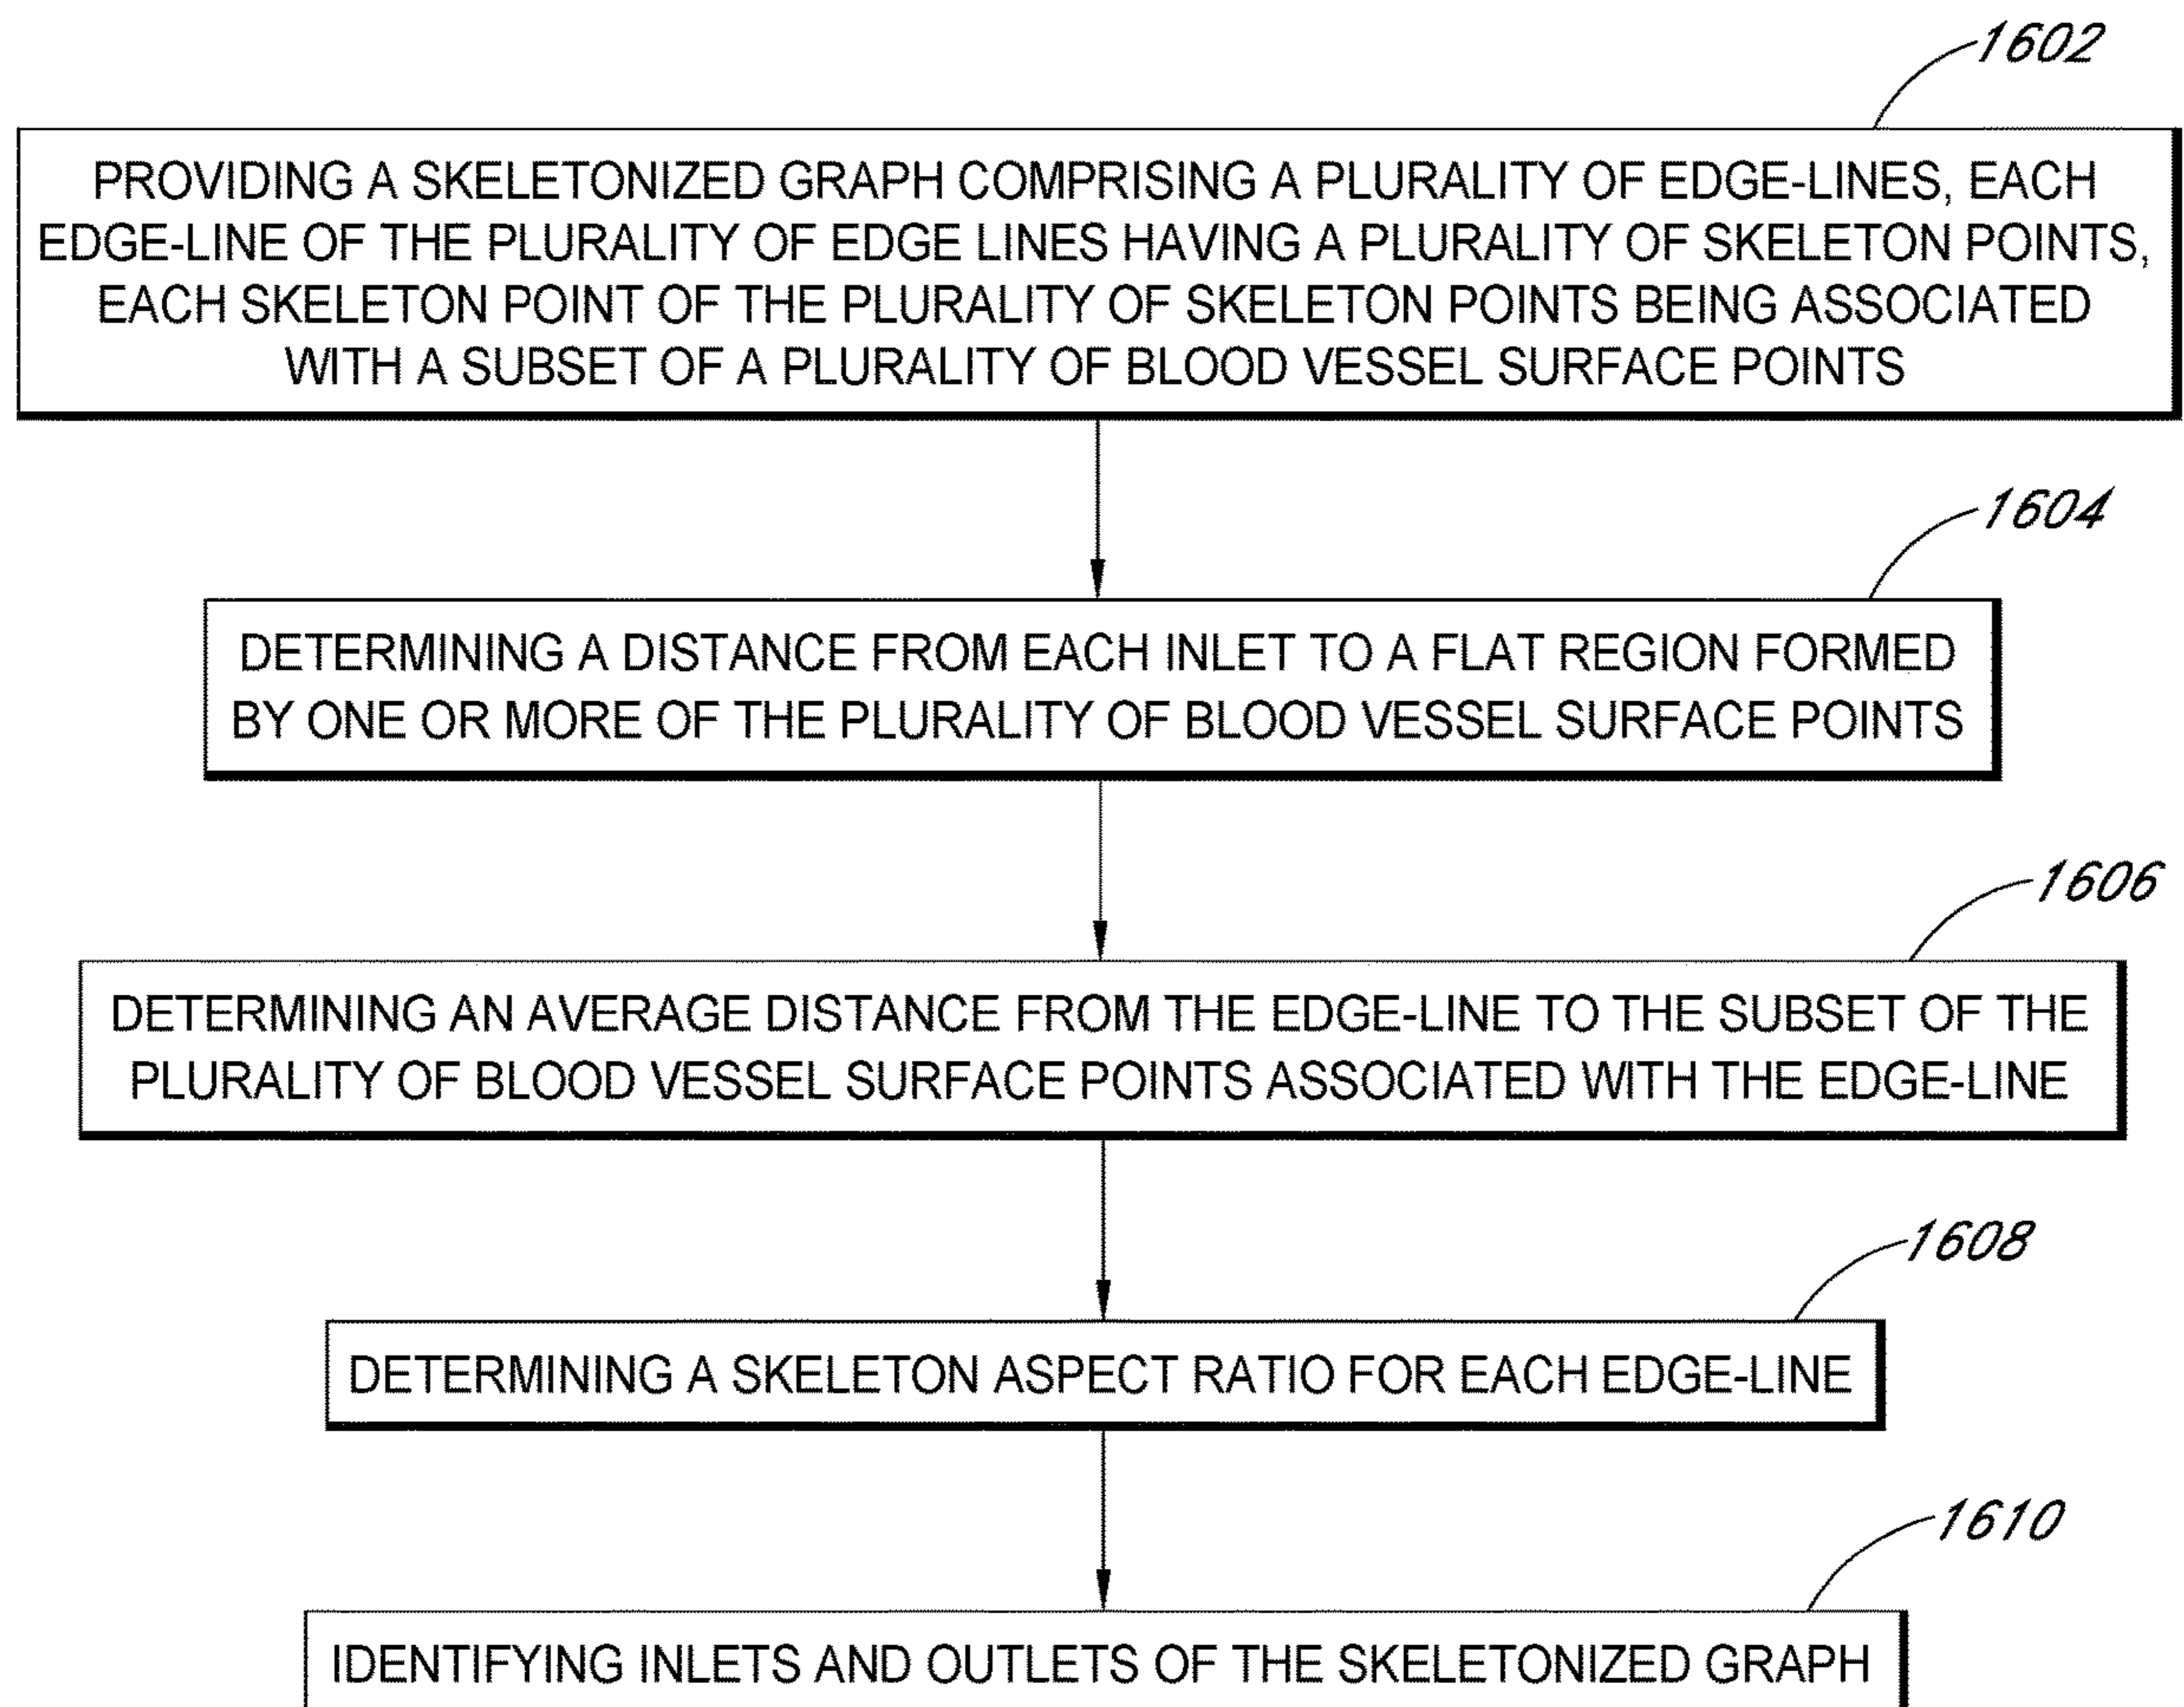 1602
PROVIDING A SKELETONIZED GRAPH COMPRISING A PLURALITY OF EDGE-LINES, EACH
EDGE-LINE OF THE PLURALITY OF EDGE LINES HAVING A PLURALITY OF SKELETON POINTS,
EACH SKELETON POINT OF THE PLURALITY OF SKELETON POINTS BEING ASSOCIATED
WITH A SUBSET OF A PLURALITY OF BLOOD VESSEL SURFACE POINTS
1604
DETERMINING A DISTANCE FROM EACH INLET TO A FLAT REGION FORMED
BY ONE OR MORE OF THE PLURALITY OF BLOOD VESSEL SURFACE POINTS
1606
DETERMINING AN AVERAGE DISTANCE FROM THE EDGE-LINE TO THE SUBSET OF THE
PLURALITY OF BLOOD VESSEL SURFACE POINTS ASSOCIATED WITH THE EDGE-LINE
1608
DETERMINING A SKELETON ASPECT RATIO FOR EACH EDGE-LINE
1610
IDENTIFYING INLETS AND OUTLETS OF THE SKELETONIZED GRAPH